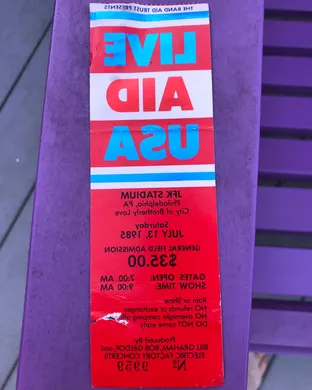 THE BAND AID TRUST PRESENTS
LIVE
AID
USA
JFK STADIUM
Philadelphia, PA
City of Brotherly Love
Saturday
JULY 13, 1985
GENERAL FIELD ADMISSION
$35.00
GATES OPEN: 7:00 AM
SHOW TIME: 9:00 AM
Rain or Shine
NO refunds or exchanges
No overnight camping
DO NOT come early
Produced By:
BILL GRAHAM, BOB GELDOF, and
ELECTRIC FACTORY CONCERTS
Nº 9959